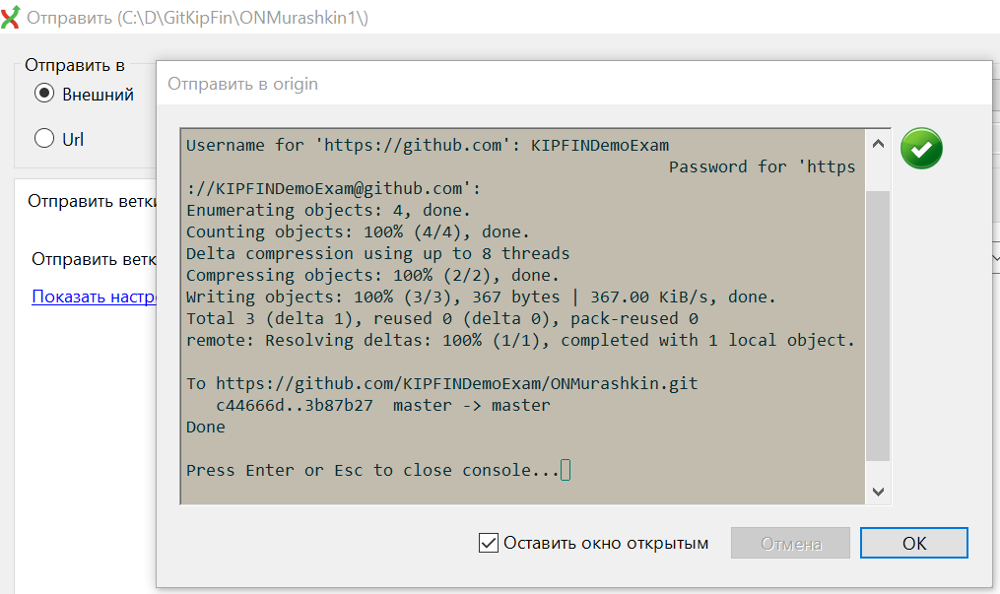 Отправить (C:\D\GitKipFin\ONMurashkin1\)
Отправить в
Внешний
Url
Отправить ветки
Отправить ветк
Показать настр
Отправить в origin
Username for 'https://github.com': KIPFINDemoExam
Password for 'https
://KIPFINDemoExam@github.com':
Enumerating objects: 4, done.
Counting objects: 100% (4/4), done.
Delta compression using up to 8 threads
Compressing objects: 100% (2/2), done.
Writing objects: 100% (3/3), 367 bytes | 367.00 KiB/s, done.
Total 3 (delta 1), reused 0 (delta 0), pack-reused 0
remote: Resolving deltas: 100% (1/1), completed with 1 local object.
To https://github.com/KIPFINDemoExam/ONMurashkin.git
c44666d..3b87b27 master -> master
Done
Press Enter or Esc to close console...
Оставить окно открытым
Отмена
OK